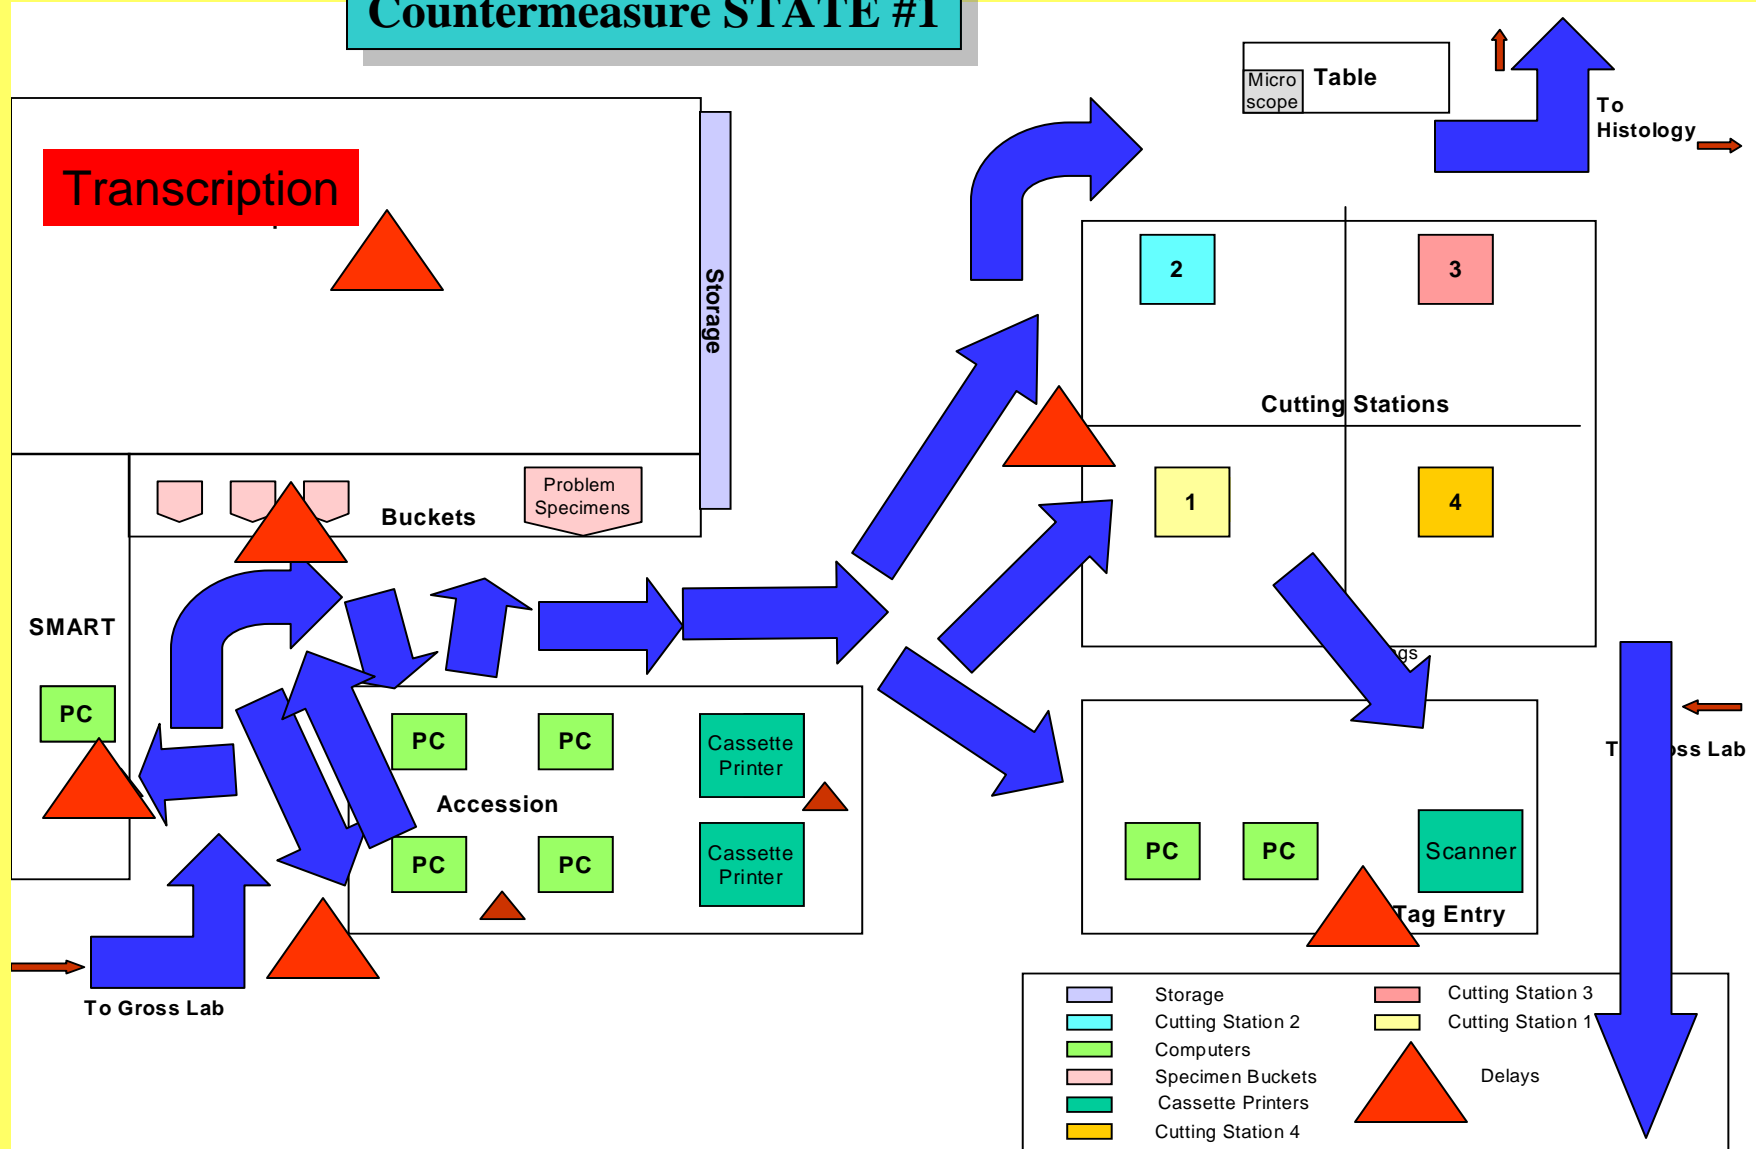 Countermeasure STATE #1
Micro
scope
Table
To
Histology
Transcription
Storage
2
3
Cutting Stations
1
4
Problem
Specimens
Buckets
SMART
PC
PC
PC
Cassette
Printer
Accession
PC
PC
Cassette
Printer
To Gross Lab
PC
PC
Scanner
Tag Entry
Lab
Storage
Cutting Station 2
Computers
Specimen Buckets
Cassette Printers
Cutting Station 4
Cutting Station 3
Cutting Station 1
Delays